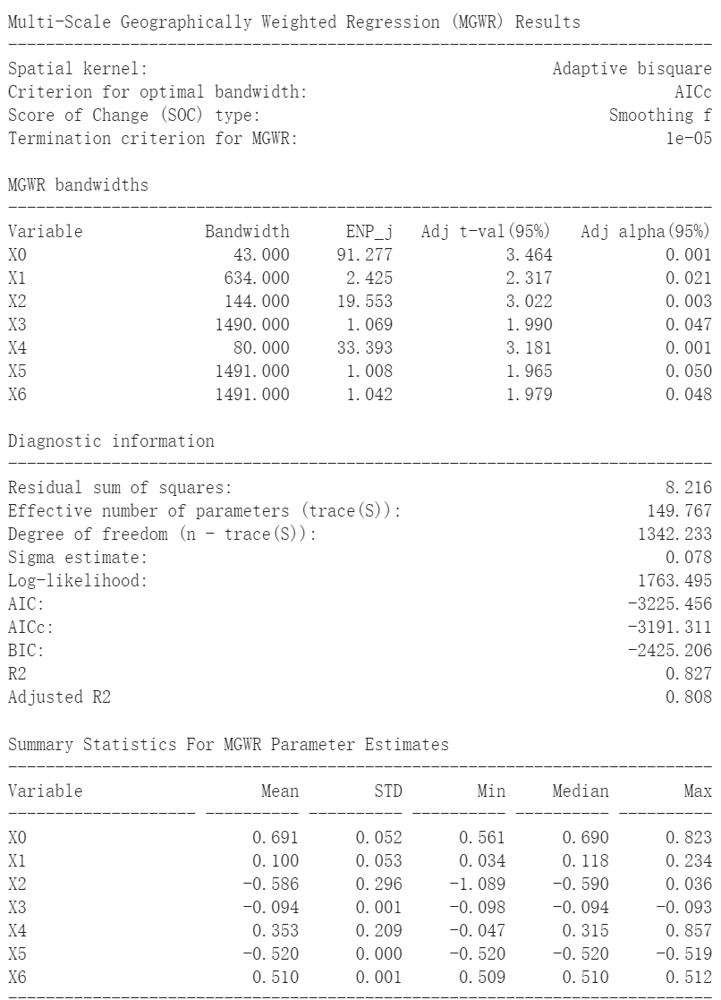 Multi-Scale Geographically Weighted Regression (MGWR) Results
---------------------------------------------------------------------------
Spatial kernel: Adaptive bisquare
Criterion for optimal bandwidth: AICc
Score of Change (SOC) type: Smoothing f
Termination criterion for MGWR: 1e-05
MGWR bandwidths
---------------------------------------------------------------------------
Variable Bandwidth ENP_j Adj t-val(95%) Adj alpha(95%)
X0 43.000 91.277 3.464 0.001
X1 634.000 2.425 2.317 0.021
X2 144.000 19.553 3.022 0.003
X3 1490.000 1.069 1.990 0.047
X4 80.000 33.393 3.181 0.001
X5 1491.000 1.008 1.965 0.050
X6 1491.000 1.042 1.979 0.048
Diagnostic information
---------------------------------------------------------------------------
Residual sum of squares: 8.216
Effective number of parameters (trace(S)): 149.767
Degree of freedom (n - trace(S)): 1342.233
Sigma estimate: 0.078
Log-likelihood: 1763.495
AIC: -3225.456
AICc: -3191.311
BIC: -2425.206
R2 0.827
Adjusted R2 0.808
Summary Statistics For MGWR Parameter Estimates
---------------------------------------------------------------------------
Variable Mean STD Min Median Max
-------------------- ---------- ---------- ---------- ---------- ----------
X0 0.691 0.052 0.561 0.690 0.823
X1 0.100 0.053 0.034 0.118 0.234
X2 -0.586 0.296 -1.089 -0.590 0.036
X3 -0.094 0.001 -0.098 -0.094 -0.093
X4 0.353 0.209 -0.047 0.315 0.857
X5 -0.520 0.000 -0.520 -0.520 -0.519
X6 0.510 0.001 0.509 0.510 0.512
---------------------------------------------------------------------------